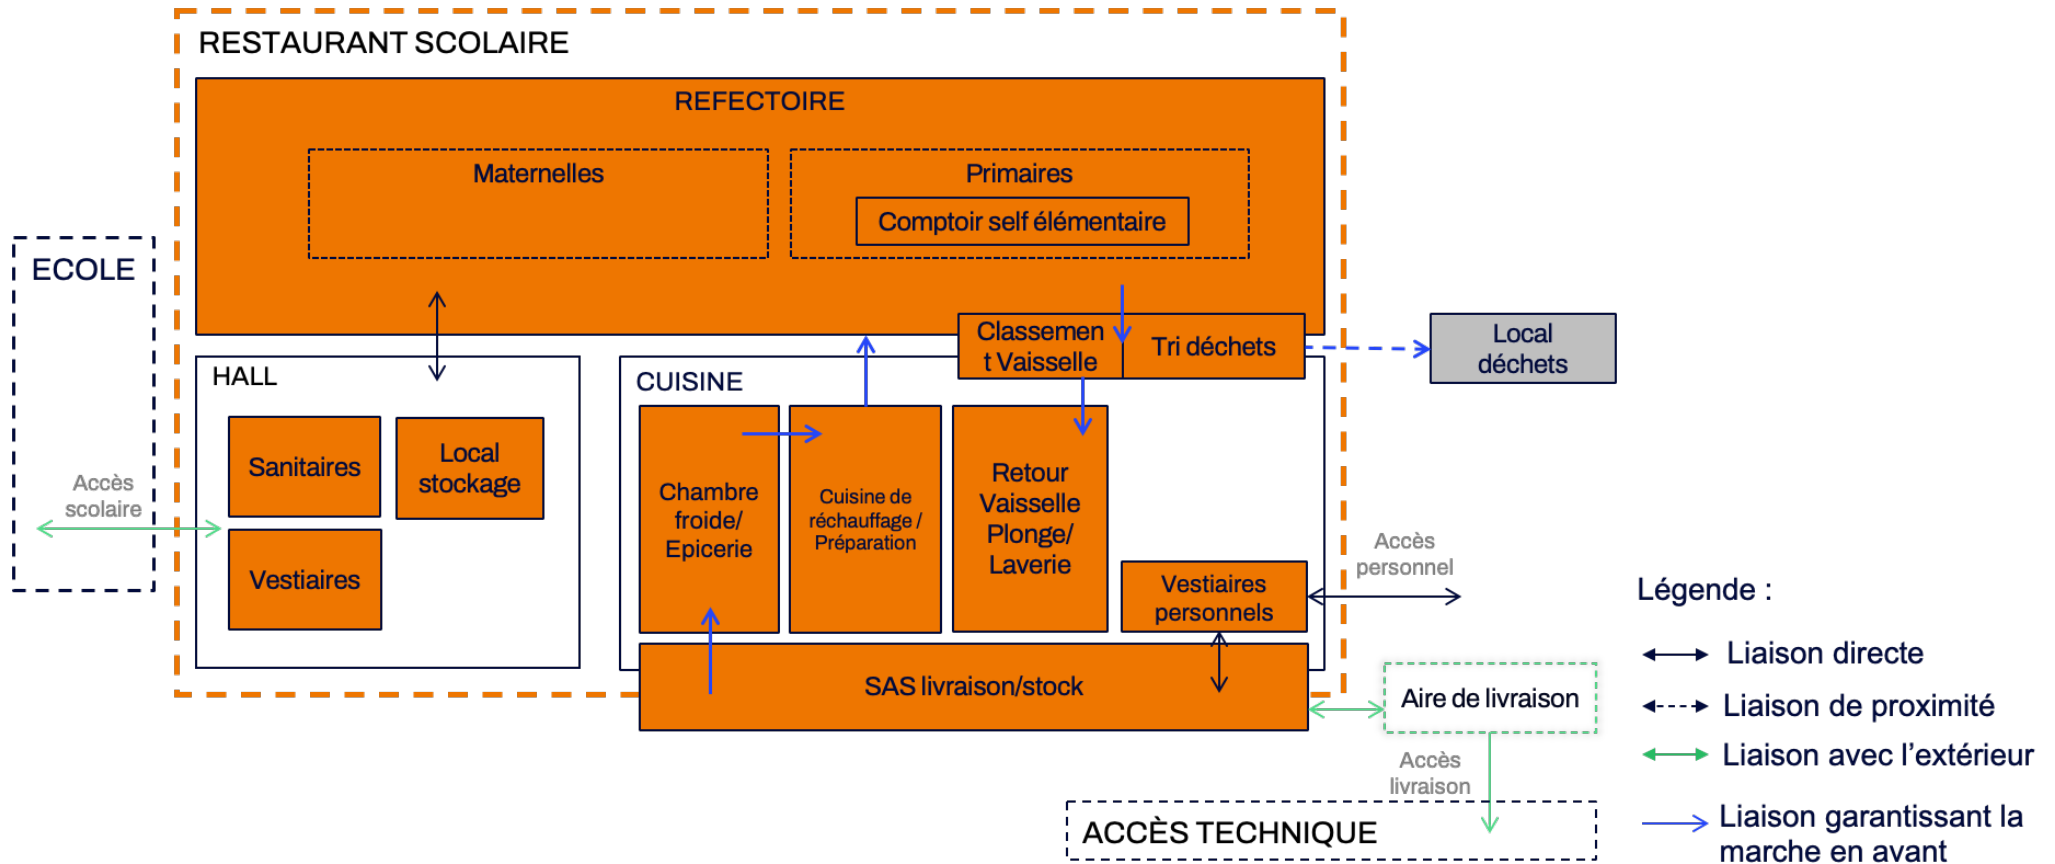 RESTAURANT SCOLAIRE
REFECTOIRE
Maternelles
Primaires
Comptoir self élémentaire
ECOLE
Classemen
t Vaisselle
Tri déchets
Local
déchets
HALL
CUISINE
Sanitaires
Local
stockage
Accès
scolaire
Vestiaires
Chambre
froide/
Epicerie
Cuisine de
réchauffage /
Préparation
Retour
Vaisselle
Plonge/
Laverie
Vestiaires
personnels
Accès
personnel
SAS livraison/stock
Aire de livraison
Accès
livraison
ACCÈS TECHNIQUE
Légende :
Liaison directe
Liaison de proximité
Liaison avec l'extérieur
Liaison garantissant la
marche en avant